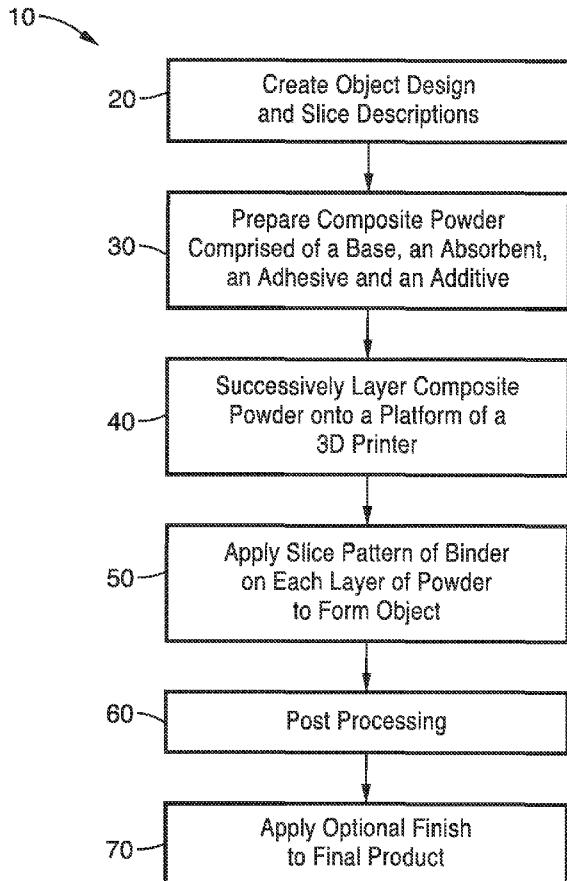 10
20
Create Object Design
and Slice Descriptions
30
Prepare Composite Powder
Comprised of a Base, an Absorbent,
an Adhesive and an Additive
40
Successively Layer Composite
Powder onto a Platform of a
3D Printer
50
Apply Slice Pattern of Binder
on Each Layer of Powder
to Form Object
60
Post Processing
70
Apply Optional Finish
to Final Product